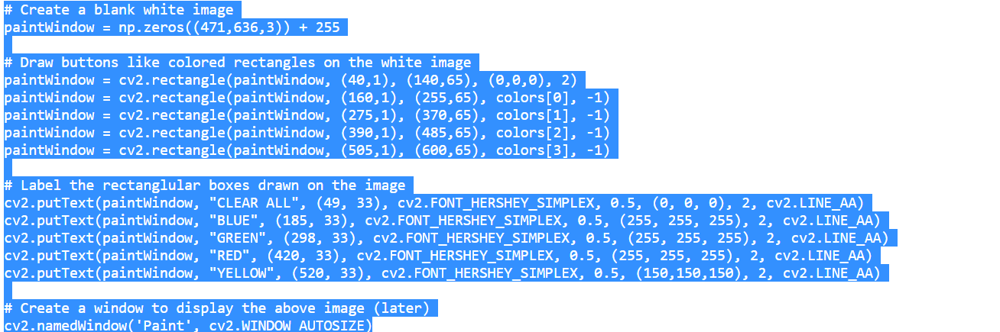 # Create a blank white image
paintWindow = np.zeros((471,636,3)) + 255
# Draw buttons like colored rectangles on the white image
paintWindow = cv2.rectangle(paintWindow, (40,1), (140,65), (0,0,0), 2)
paintWindow = cv2.rectangle(paintWindow, (160,1), (255,65), colors[0], -1)
paintWindow = cv2.rectangle(paintWindow, (275,1), (370,65), colors[1], -1)
paintWindow = cv2.rectangle(paintWindow, (390,1), (485,65), colors[2], -1)
paintWindow = cv2.rectangle(paintWindow, (505,1), (600,65), colors[3], -1)
# Label the rectanglular boxes drawn on the image
cv2.putText(paintWindow, "CLEAR ALL", (49, 33), cv2.FONT_HERSHEY_SIMPLEX, 0.5, (0, 0, 0), 2, cv2.LINE_AA)
cv2.putText(paintWindow, "BLUE", (185, 33), cv2.FONT_HERSHEY_SIMPLEX, 0.5, (255, 255, 255), 2, cv2.LINE_AA)
cv2.putText(paintWindow, "GREEN", (298, 33), cv2.FONT_HERSHEY_SIMPLEX, 0.5, (255, 255, 255), 2, cv2.LINE_AA)
cv2.putText(paintWindow, "RED", (420, 33), cv2.FONT_HERSHEY_SIMPLEX, 0.5, (255, 255, 255), 2, cv2.LINE_AA)
cv2.putText(paintWindow, "YELLOW", (520, 33), cv2.FONT_HERSHEY_SIMPLEX, 0.5, (150,150,150), 2, cv2.LINE_AA)
# Create a window to display the above image (later)
cv2.namedWindow('Paint', cv2.WINDOW_AUTOSIZE)